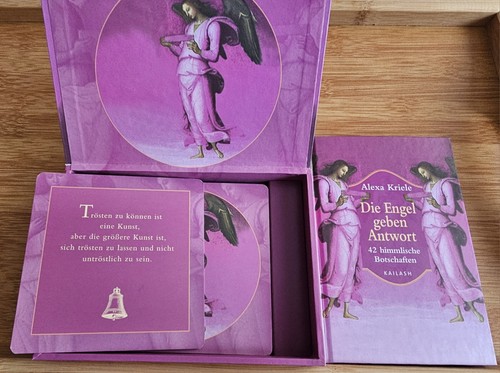 Trösten zu können ist
eine Kunst,
aber die größere Kunst ist,
sich trösten zu lassen und nicht
untröstlich zu sein.
Alexa Kriele
Die Engel
geben
Antwort
42 himmlische
Botschaften
KAILASH